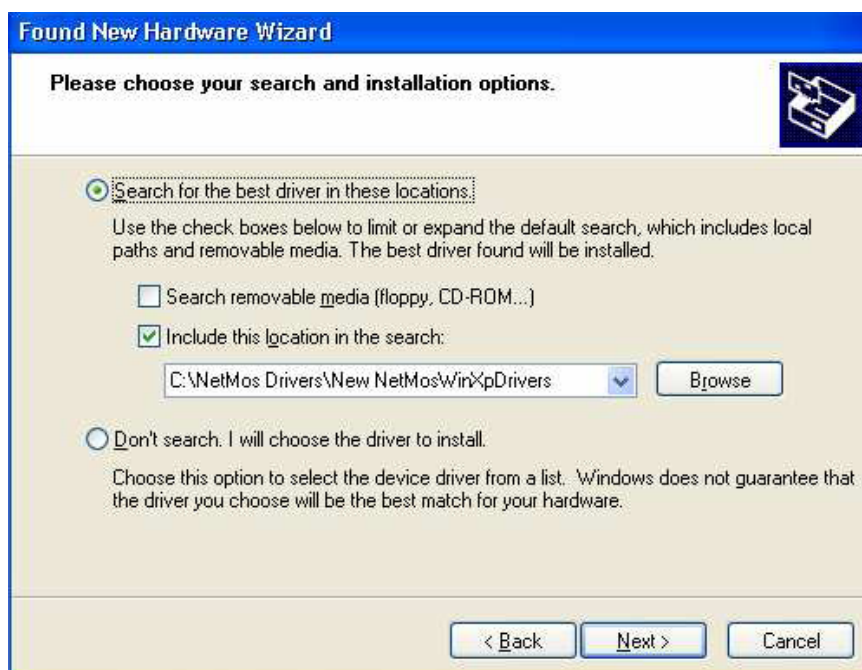 Found New Hardware Wizard
Please choose your search and installation options.
Search for the best driver in these locations.
Use the check boxes below to limit or expand the default search, which includes local
paths and removable media. The best driver found will be installed.
Search removable media (floppy, CD-ROM...)
Include this location in the search:
C:\NetMos Drivers\New NetMosWinXpDrivers
Browse
Don't search. I will choose the driver to install.
Choose this option to select the device driver from a list. Windows does not guarantee that
the driver you choose will be the best match for your hardware.
< Back
Next >
Cancel